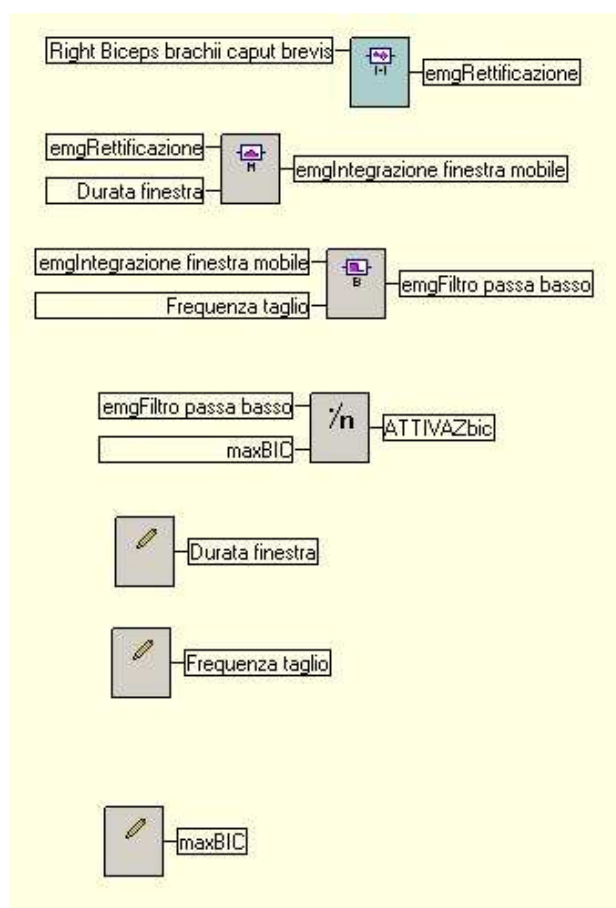 Right Biceps brachii caput brevis
|-|
emgRettificazione
emgRettificazione
M
Durata finestra
emgIntegrazione finestra mobile
emgIntegrazione finestra mobile
B
Frequenza taglio
emgFiltro passa basso
emgFiltro passa basso
/n
maxBIC
ATTIVAZbic
Durata finestra
Frequenza taglio
maxBIC